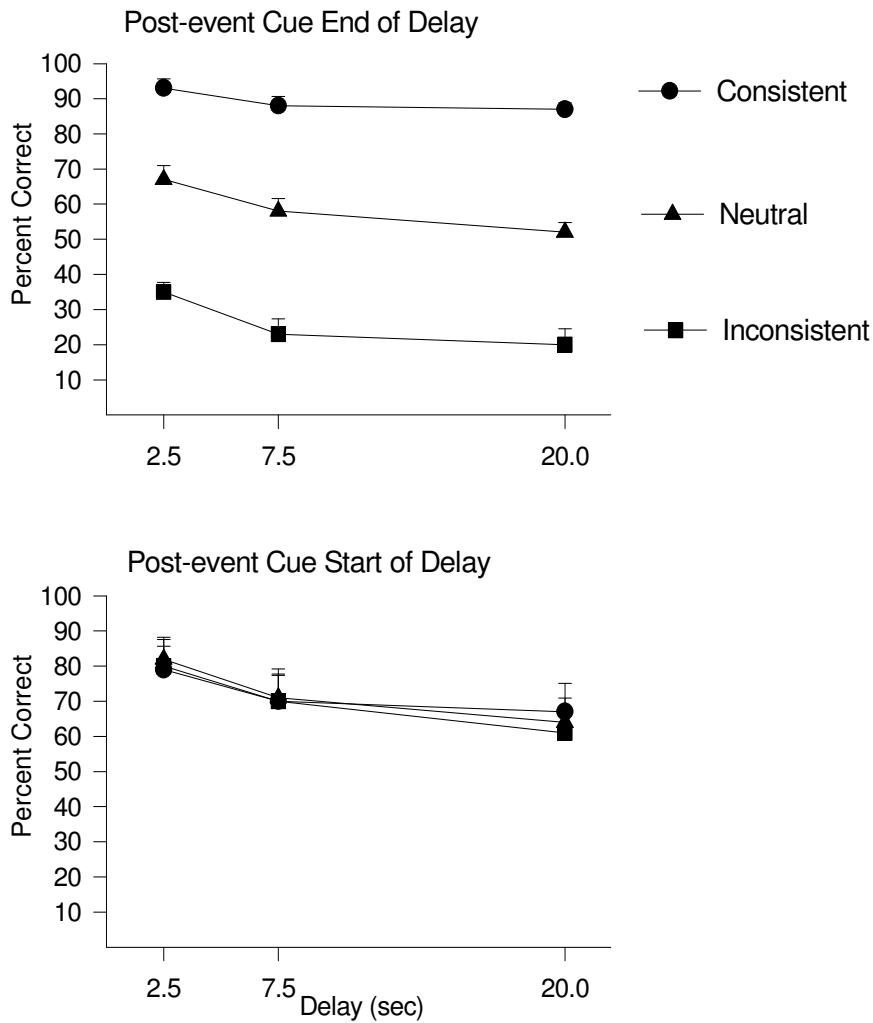 Post-event Cue End of Delay
Percent Correct
100
90
80
70
60
50
40
30
20
10
2.5 7.5 20.0
Consistent
Neutral
Inconsistent
Post-event Cue Start of Delay
Percent Correct
100
90
80
70
60
50
40
30
20
10
2.5 7.5 20.0
Delay (sec)